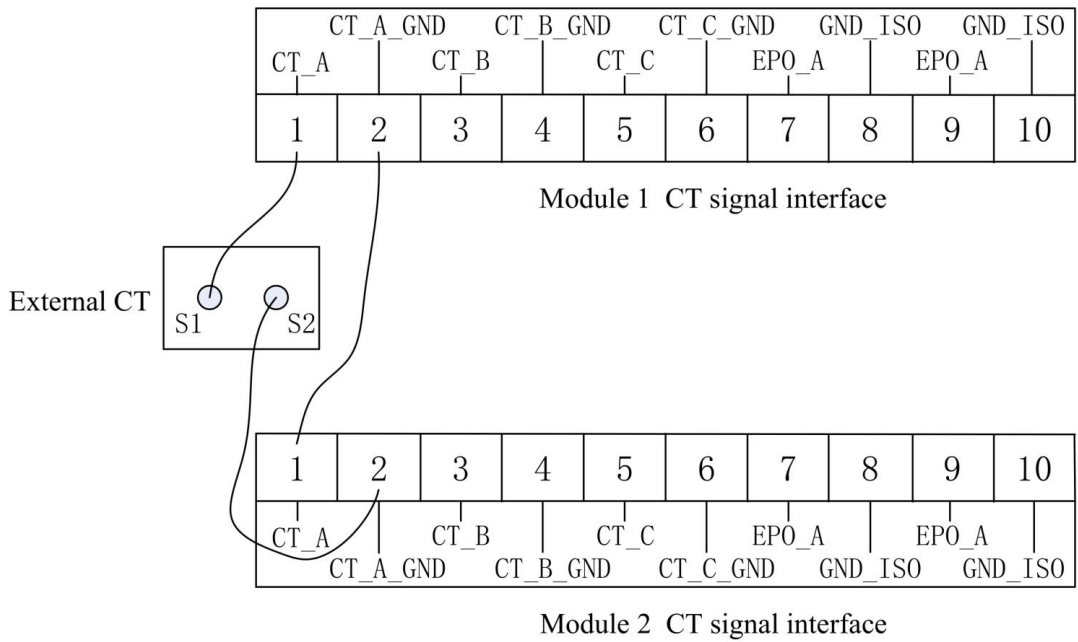 CT_A_GND CT_B_GND CT_C_GND GND_ISO GND_ISO
CT_A CT_B CT_C EPO_A EPO_A
1 2 3 4 5 6 7 8 9 10
Module 1 CT signal interface
External CT
S1 S2
1 2 3 4 5 6 7 8 9 10
CT_A CT_B CT_C EPO_A EPO_A
CT_A_GND CT_B_GND CT_C_GND GND_ISO GND_ISO
Module 2 CT signal interface